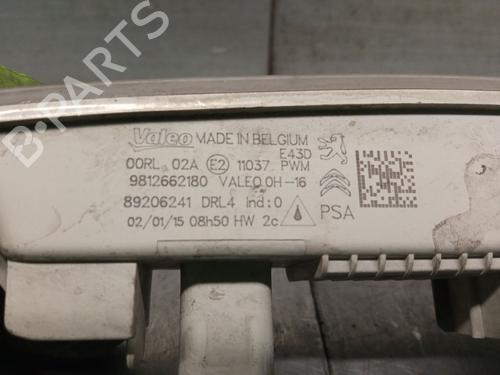 Valeo MADE IN BELGIUM
E43D
00RL 02A E2 11037 PWM
9812662180 VALEO 0H-16
89206241 DRL4 Ind:0
PSA
02/01/15 08h50 HW 2c
B-PARTS
B-PARTS